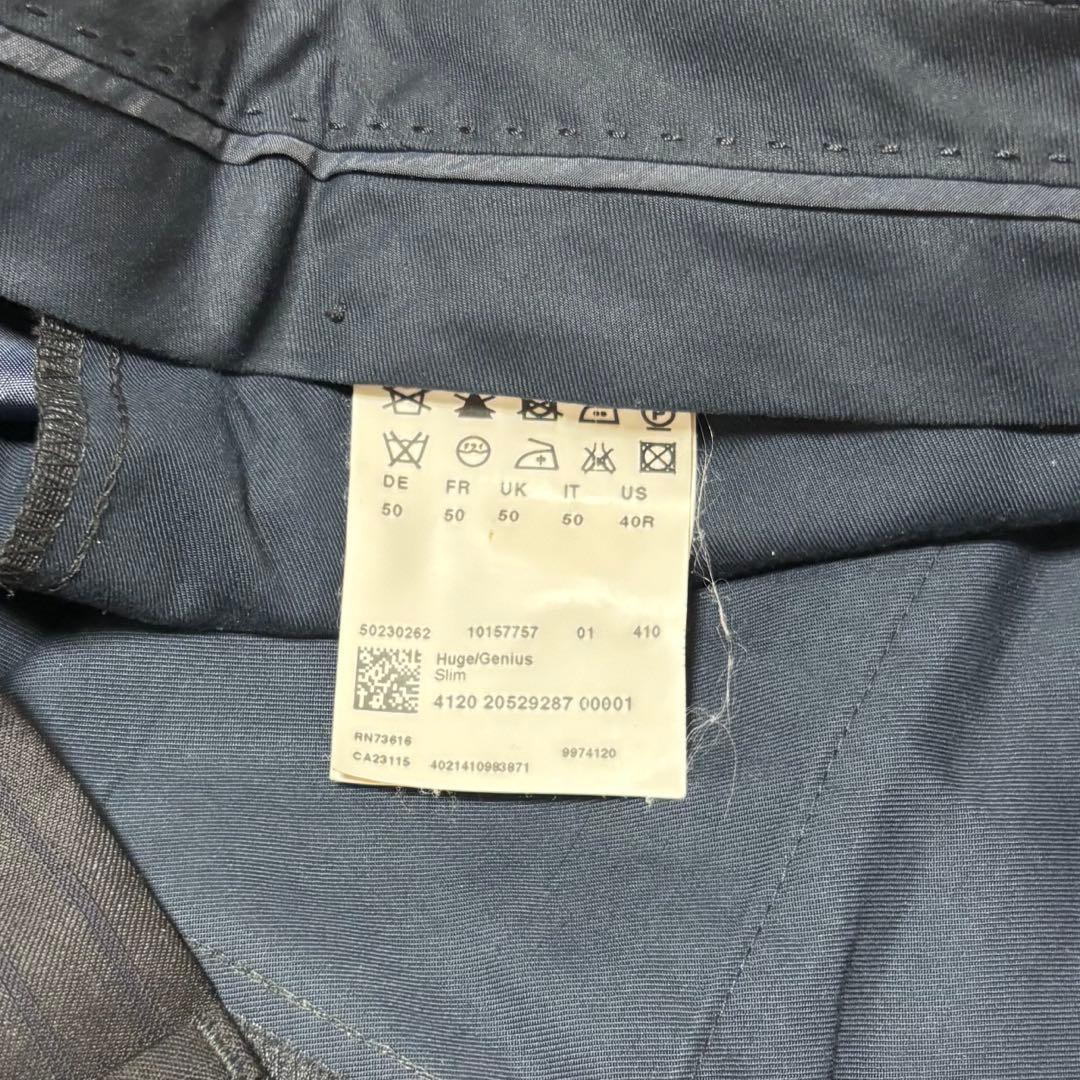 DE FR UK IT US
50 50 50 50 40R
50230262 10157757 01 410
Huge/Genius
Slim
4120 20529287 00001
RN73616
CA23115 4021410983871 9974120